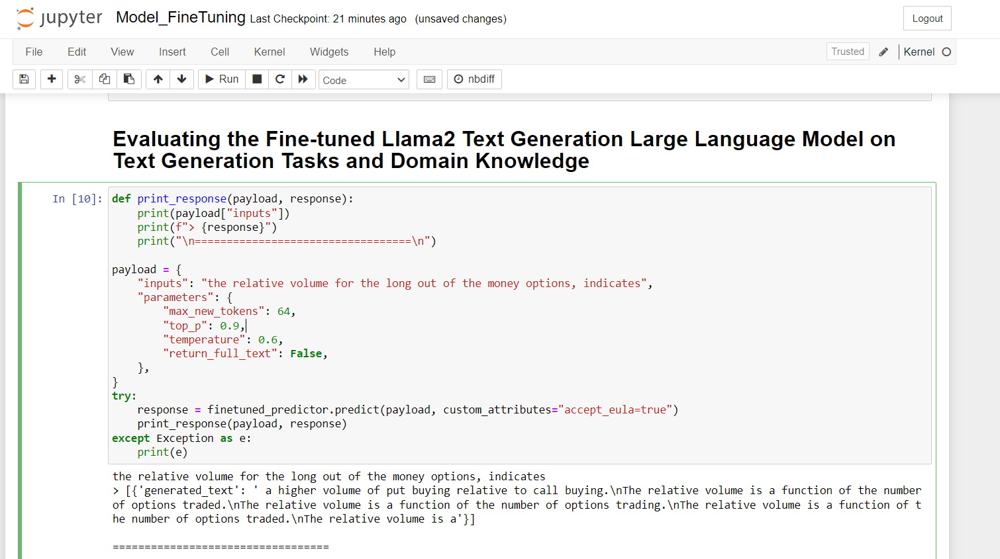 jupyter Model_FineTuning Last Checkpoint: 21 minutes ago (unsaved changes) Logout
File Edit View Insert Cell Kernel Widgets Help Trusted Kernel
Run Code nbdiff
Evaluating the Fine-tuned Llama2 Text Generation Large Language Model on
Text Generation Tasks and Domain Knowledge
In [10]: def print_response(payload, response):
    print(payload["inputs"])
    print(f"> {response}")
    print("\n==================================\n")
payload = {
    "inputs": "the relative volume for the long out of the money options, indicates",
    "parameters": {
        "max_new_tokens": 64,
        "top_p": 0.9,
        "temperature": 0.6,
        "return_full_text": False,
    },
}
try:
    response = finetuned_predictor.predict(payload, custom_attributes="accept_eula=true")
    print_response(payload, response)
except Exception as e:
    print(e)
the relative volume for the long out of the money options, indicates
> [{'generated_text': ' a higher volume of put buying relative to call buying.\nThe relative volume is a function of the number
of options traded.\nThe relative volume is a function of the number of options trading.\nThe relative volume is a function of t
he number of options traded.\nThe relative volume is a'}]
==================================